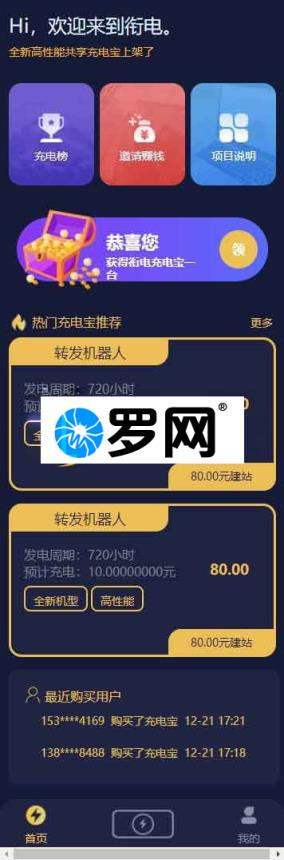 Hi，欢迎来到衔电。
全新高性能共享充电宝上架了
充电榜
邀请赚钱
项目说明
恭喜您
获得衔电充电宝一
台
领
热门充电宝推荐
更多
转发机器人
发电周期：720小时
罗网®
80.00元建站
转发机器人
发电周期：720小时
预计充电：10.00000000元
80.00
全新机型
高性能
80.00元建站
最近购买用户
153****4169 购买了充电宝 12-21 17:21
138****8488 购买了充电宝 12-21 17:18
首页
我的